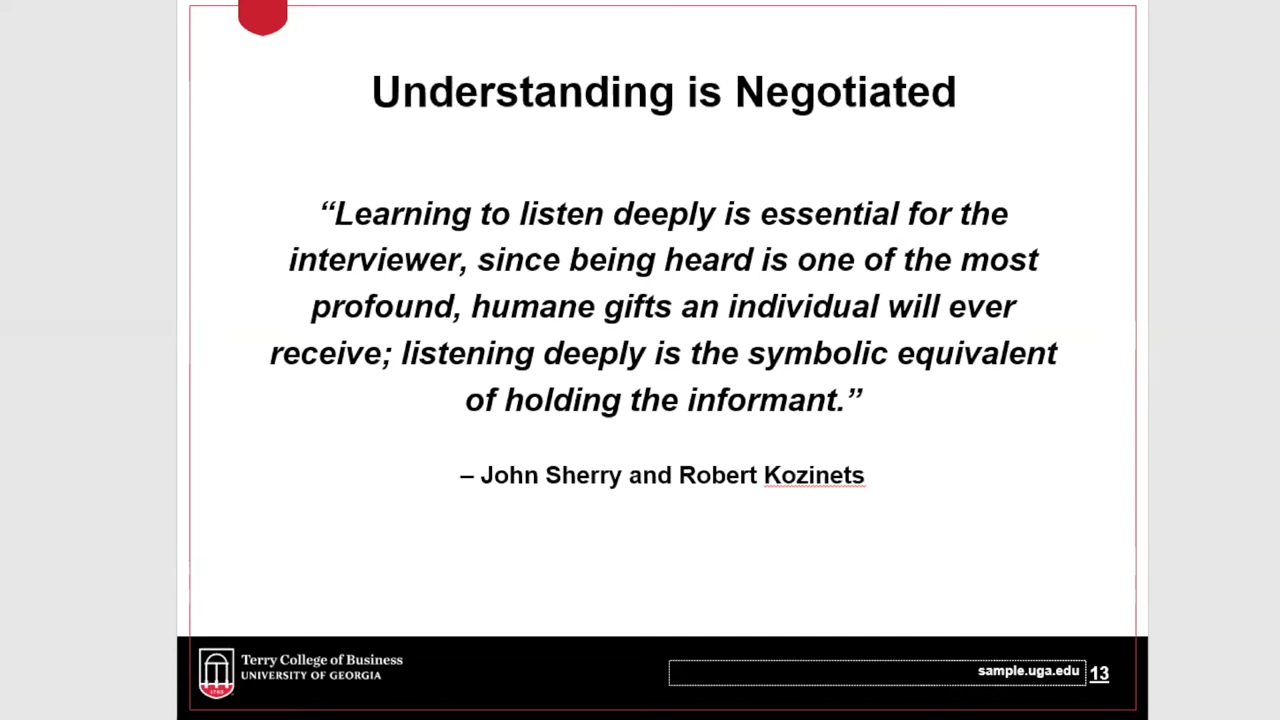 Understanding is Negotiated
“Learning to listen deeply is essential for the
interviewer, since being heard is one of the most
profound, humane gifts an individual will ever
receive; listening deeply is the symbolic equivalent
of holding the informant.”
– John Sherry and Robert Kozinets
Terry College of Business
UNIVERSITY OF GEORGIA
1785
sample.uga.edu
13